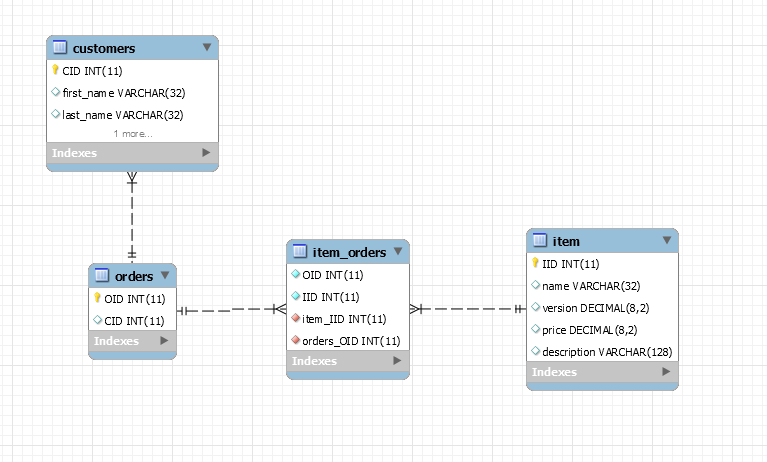 customers
CID INT(11)
first_name VARCHAR(32)
last_name VARCHAR(32)
1 more...
Indexes
orders
OID INT(11)
CID INT(11)
Indexes
item_orders
OID INT(11)
IID INT(11)
item_IID INT(11)
orders_OID INT(11)
Indexes
item
IID INT(11)
name VARCHAR(32)
version DECIMAL(8,2)
price DECIMAL(8,2)
description VARCHAR(128)
Indexes